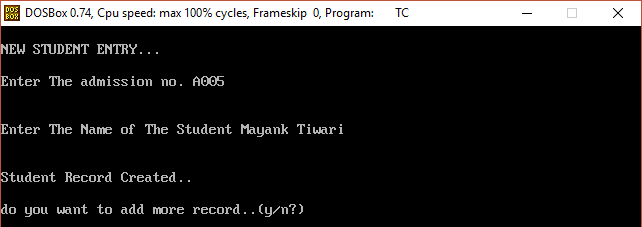 DOS
BOX
DOSBox 0.74, Cpu speed: max 100% cycles, Frameskip 0, Program: TC
NEW STUDENT ENTRY...
Enter The admission no. A005
Enter The Name of The Student Mayank Tiwari
Student Record Created..
do you want to add more record..(y/n?)